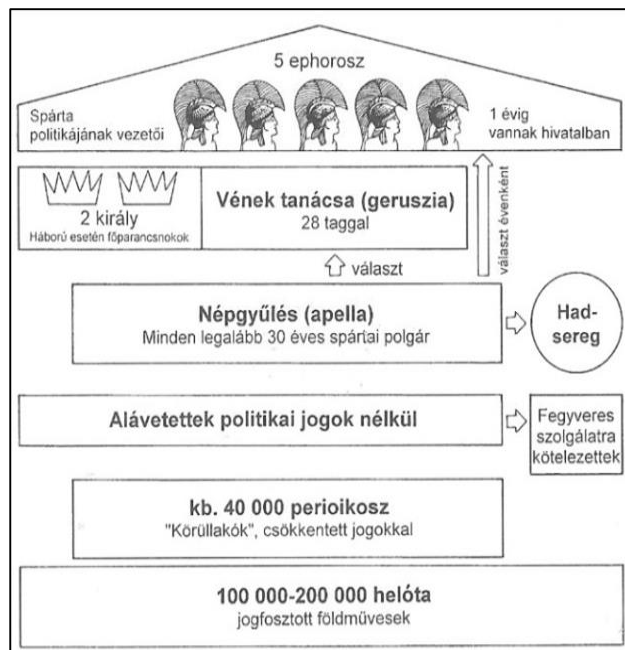 5 ephorosz
Spárta
politikájának vezetői
1 évig
vannak hivatalban
2 király
Háború esetén főparancsnokok
Vének tanácsa (geruszia)
28 taggal
választ
választ évenként
Népgyűlés (apella)
Minden legalább 30 éves spártai polgár
Had-
sereg
Alávetettek politikai jogok nélkül
Fegyveres
szolgálatra
kötelezettek
kb. 40 000 perioikosz
"Körüllakók", csökkentett jogokkal
100 000-200 000 helóta
jogfosztott földművesek